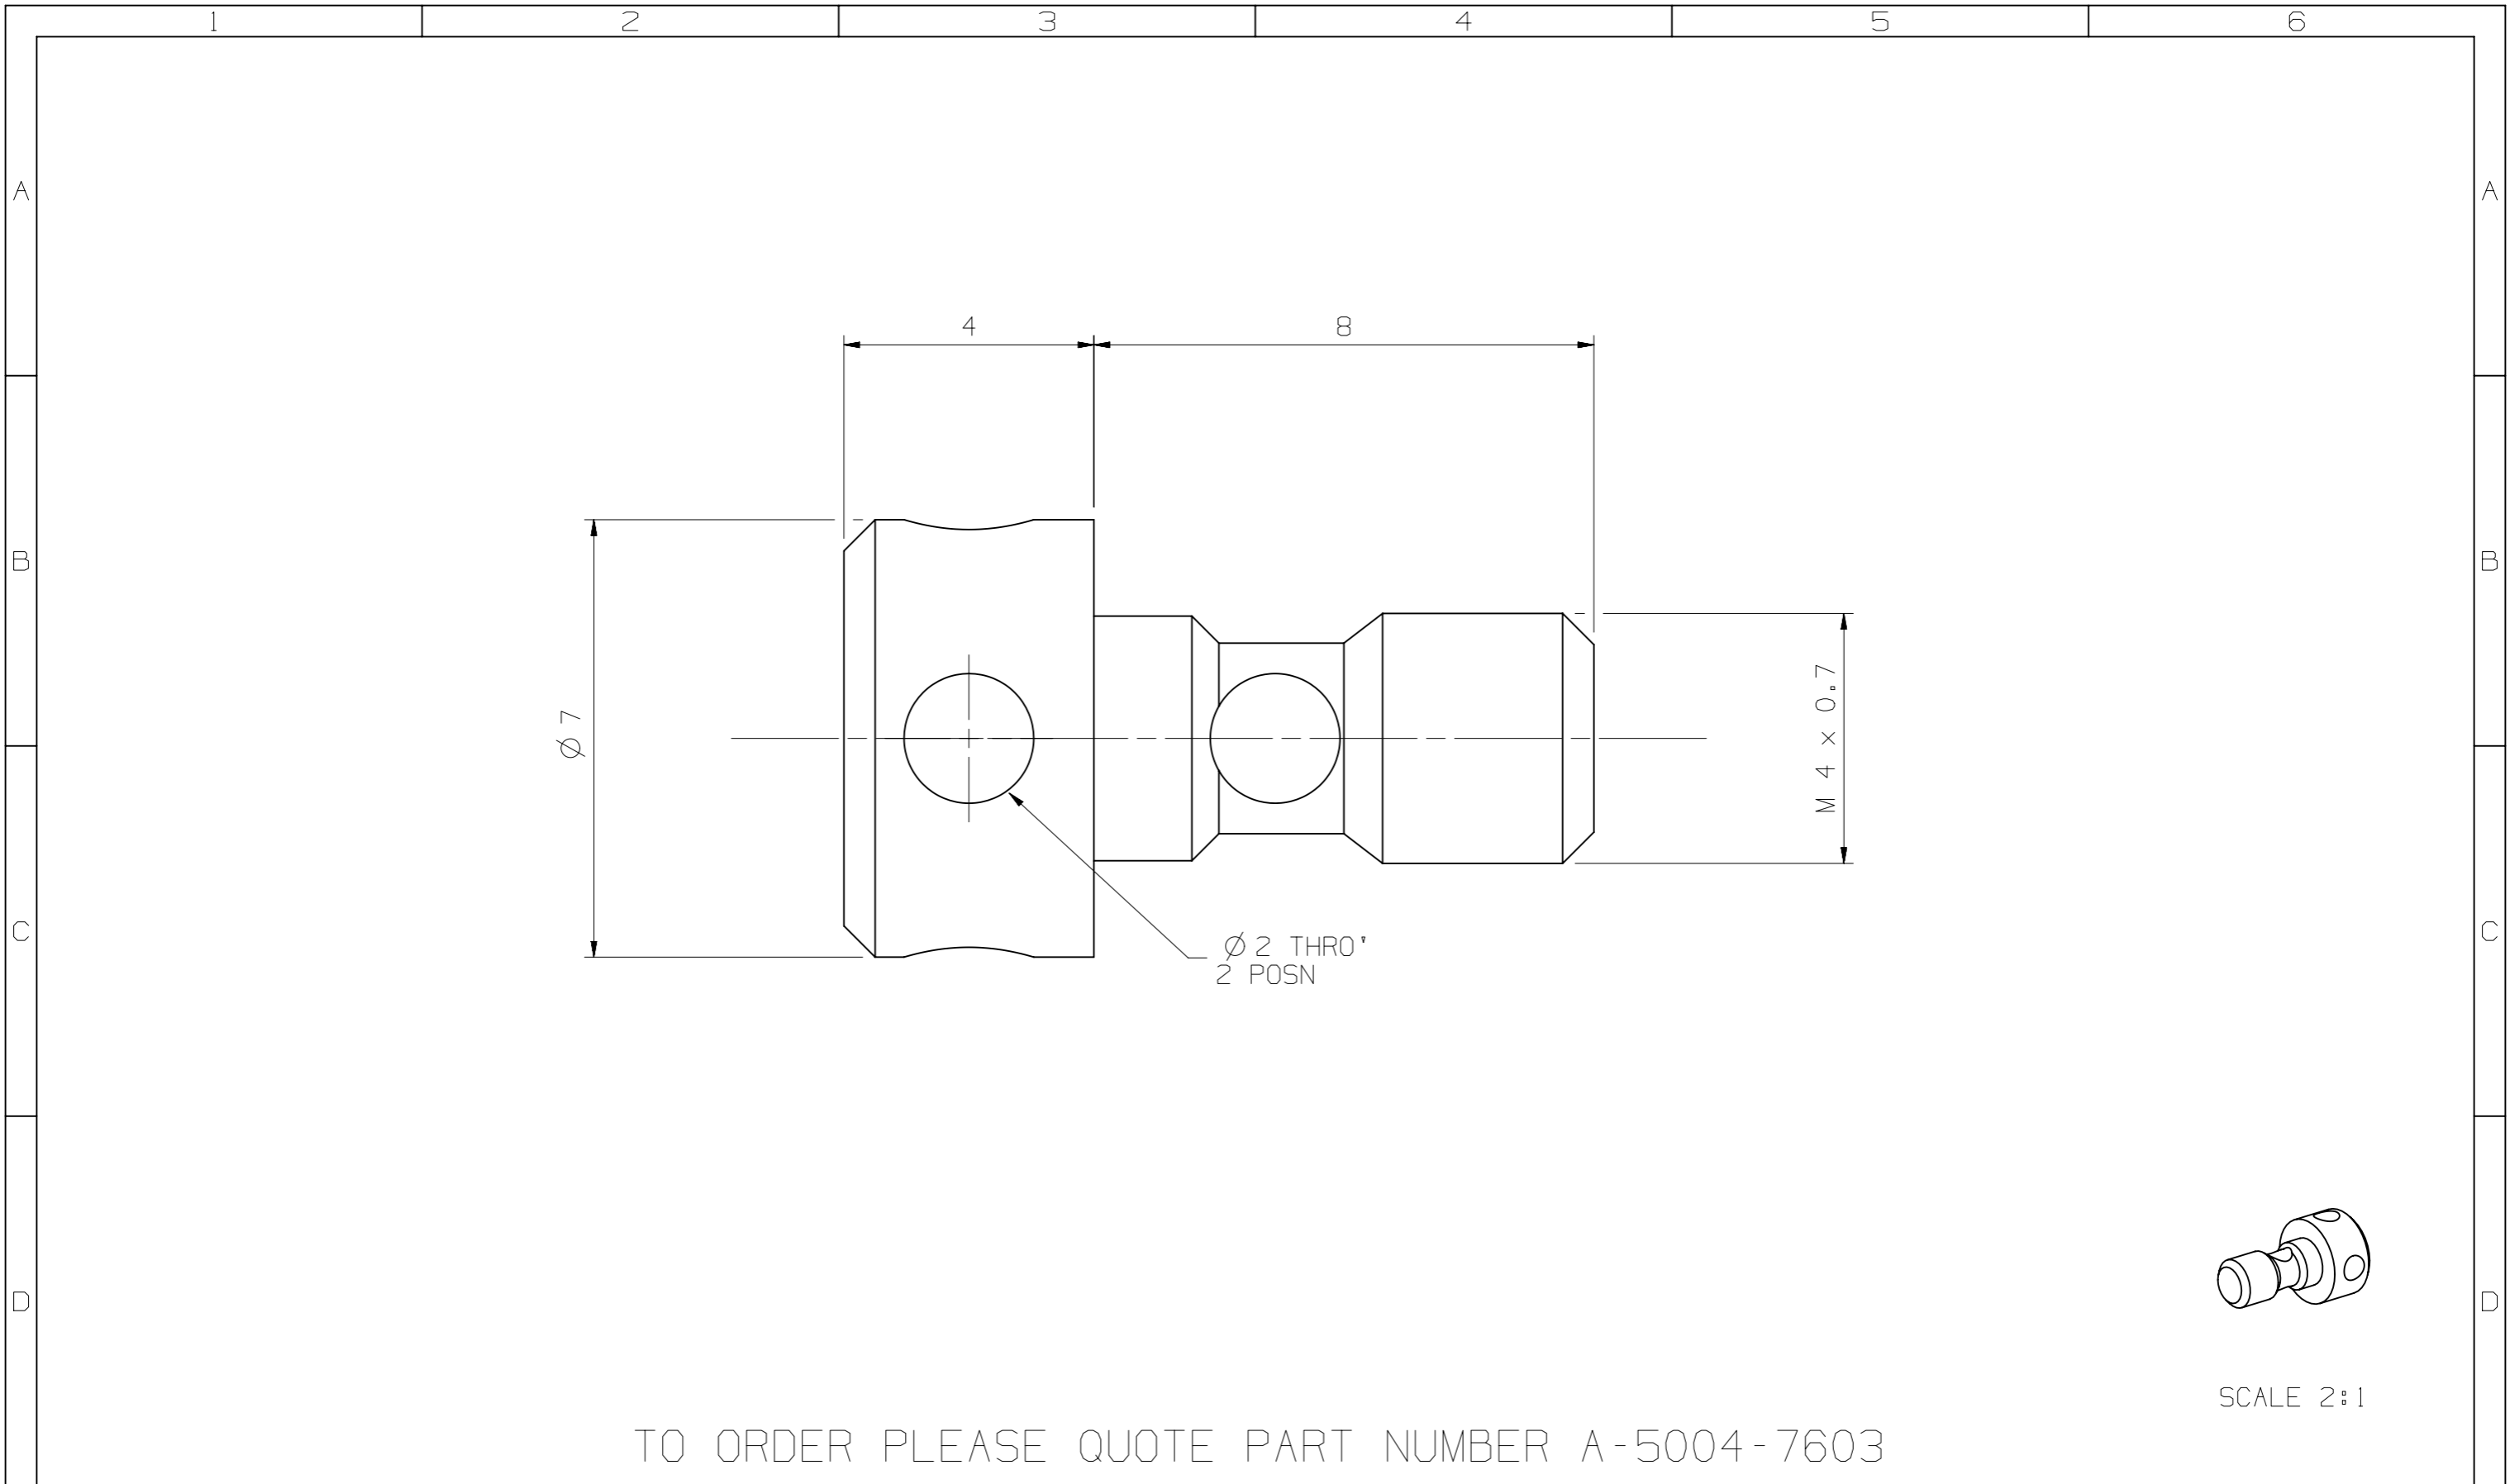 1 2 3 4 5 6
A A
4 8
B B
Ø 7
M 4 × 0.7
C C
Ø 2 THRO'
2 POSN
D D
SCALE 2:1
TO ORDER PLEASE QUOTE PART NUMBER A-5004-7603